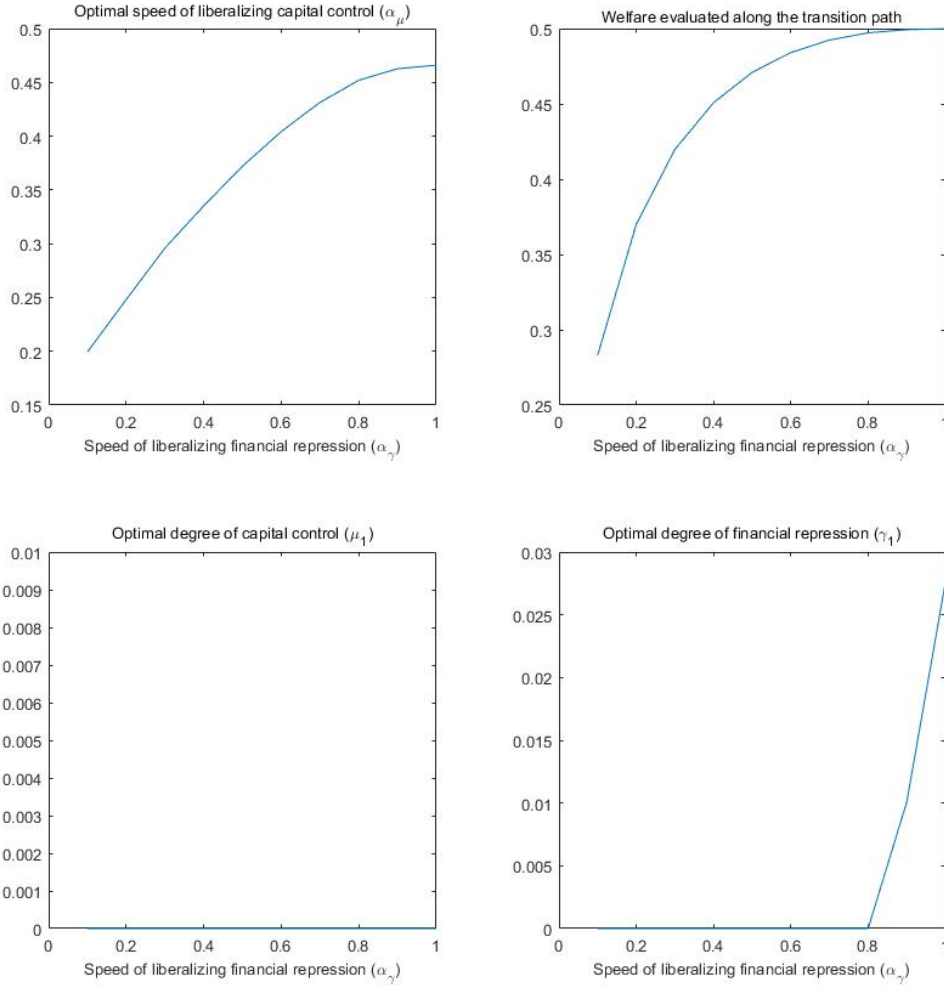 Optimal speed of liberalizing capital control (α_μ)
0.5
0.45
0.4
0.35
0.3
0.25
0.2
0.15
0 0.2 0.4 0.6 0.8 1
Speed of liberalizing financial repression (α_γ)
Welfare evaluated along the transition path
0.5
0.45
0.4
0.35
0.3
0.25
0 0.2 0.4 0.6 0.8 1
Speed of liberalizing financial repression (α_γ)
Optimal degree of capital control (μ_1)
0.01
0.009
0.008
0.007
0.006
0.005
0.004
0.003
0.002
0.001
0
0 0.2 0.4 0.6 0.8 1
Speed of liberalizing financial repression (α_γ)
Optimal degree of financial repression (γ_1)
0.03
0.025
0.02
0.015
0.01
0.005
0
0 0.2 0.4 0.6 0.8 1
Speed of liberalizing financial repression (α_γ)